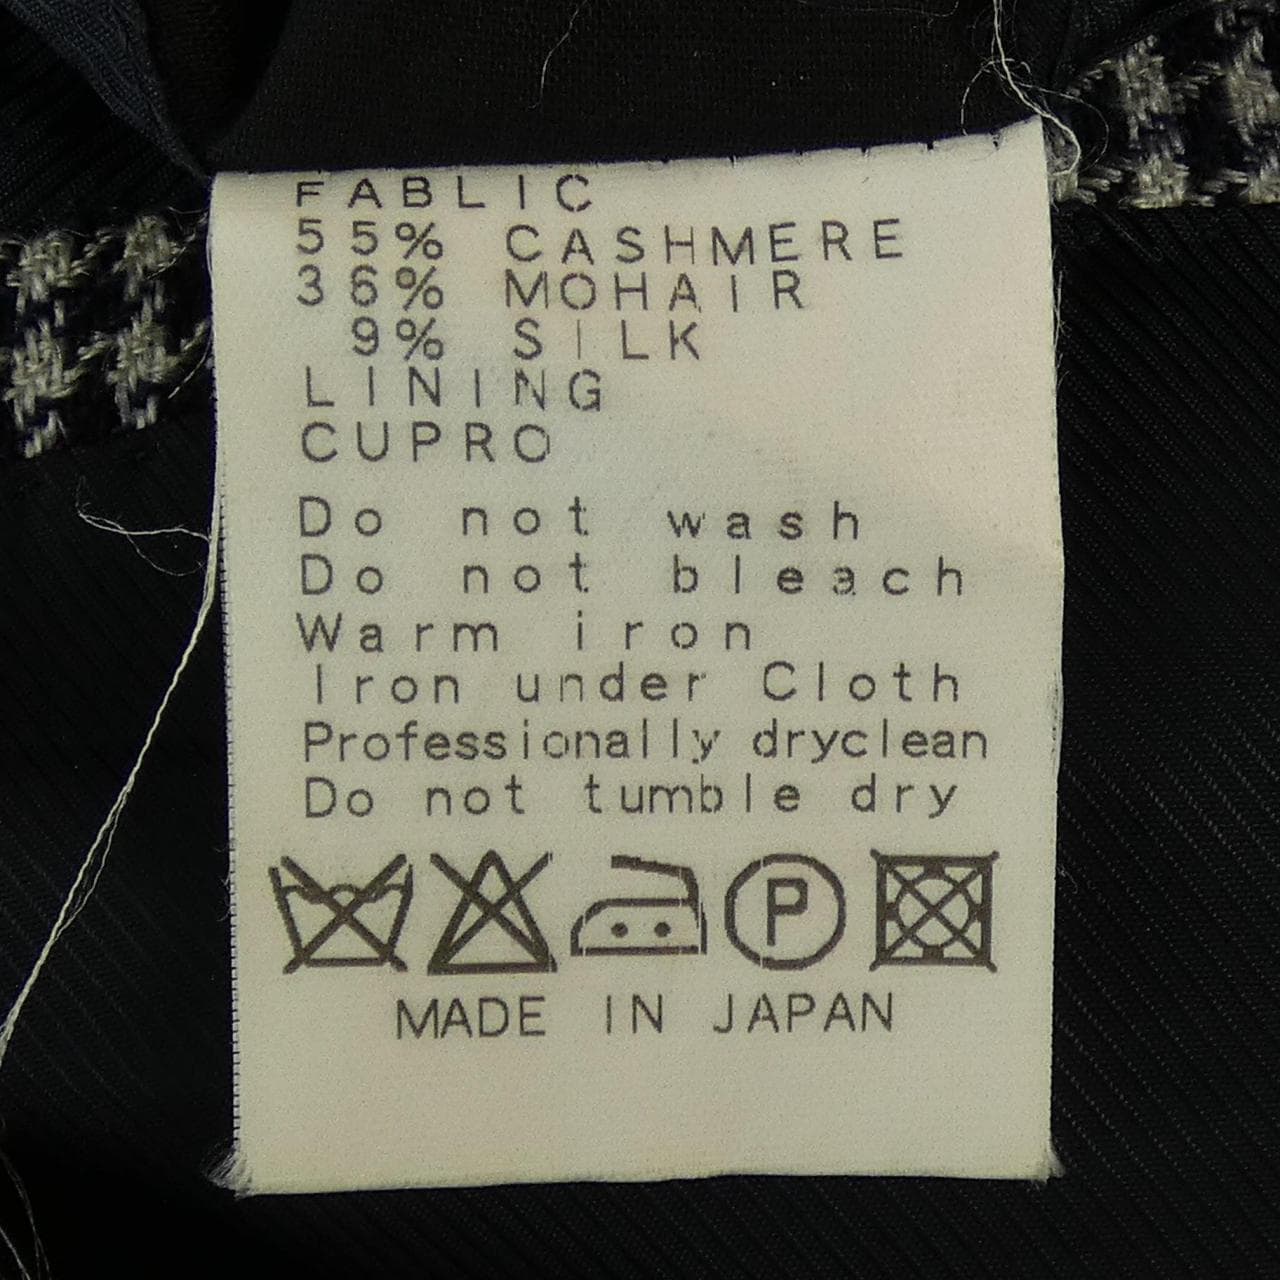 FABLIC
55% CASHMERE
36% MOHAIR
9% SILK
LINING
CUPRO
Do not wash
Do not bleach
Warm iron
Iron under Cloth
Professionally dryclean
Do not tumble dry
P
MADE IN JAPAN